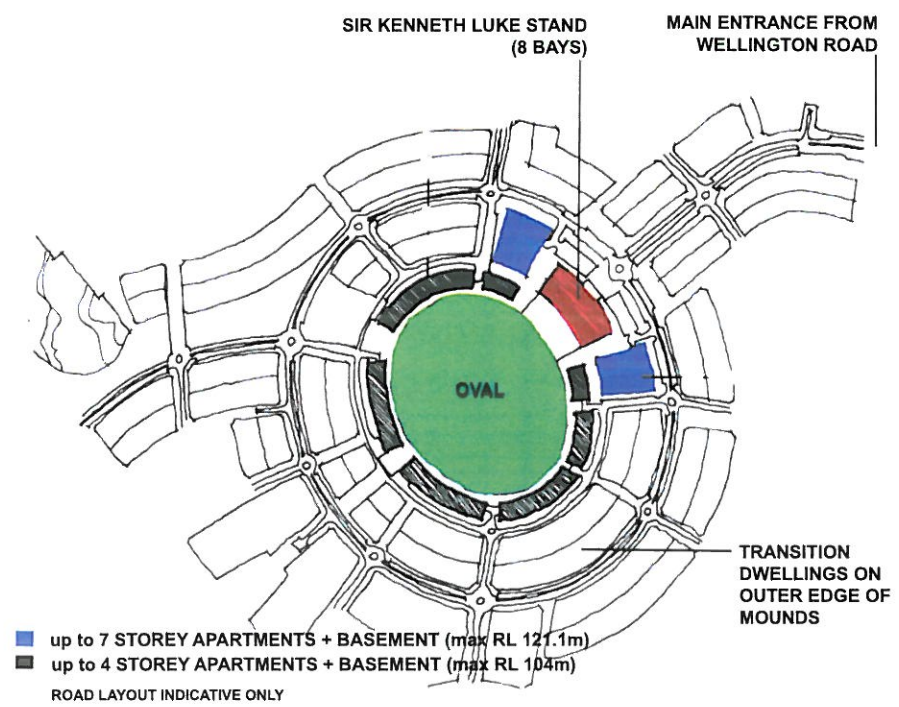 SIR KENNETH LUKE STAND
(8 BAYS)
MAIN ENTRANCE FROM
WELLINGTON ROAD
OVAL
TRANSITION
DWELLINGS ON
OUTER EDGE OF
MOUNDS
up to 7 STOREY APARTMENTS + BASEMENT (max RL 121.1m)
up to 4 STOREY APARTMENTS + BASEMENT (max RL 104m)
ROAD LAYOUT INDICATIVE ONLY